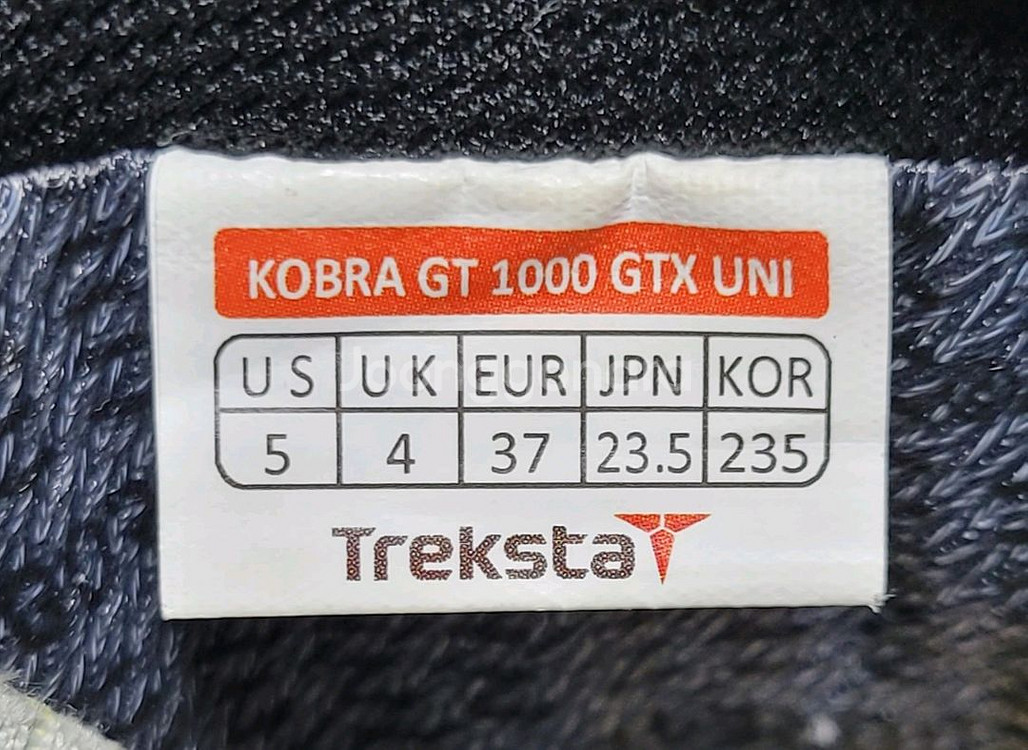 KOBRA GT 1000 GTX UNI
US UK EUR JPN KOR
5 4 37 23.5 235
Treksta